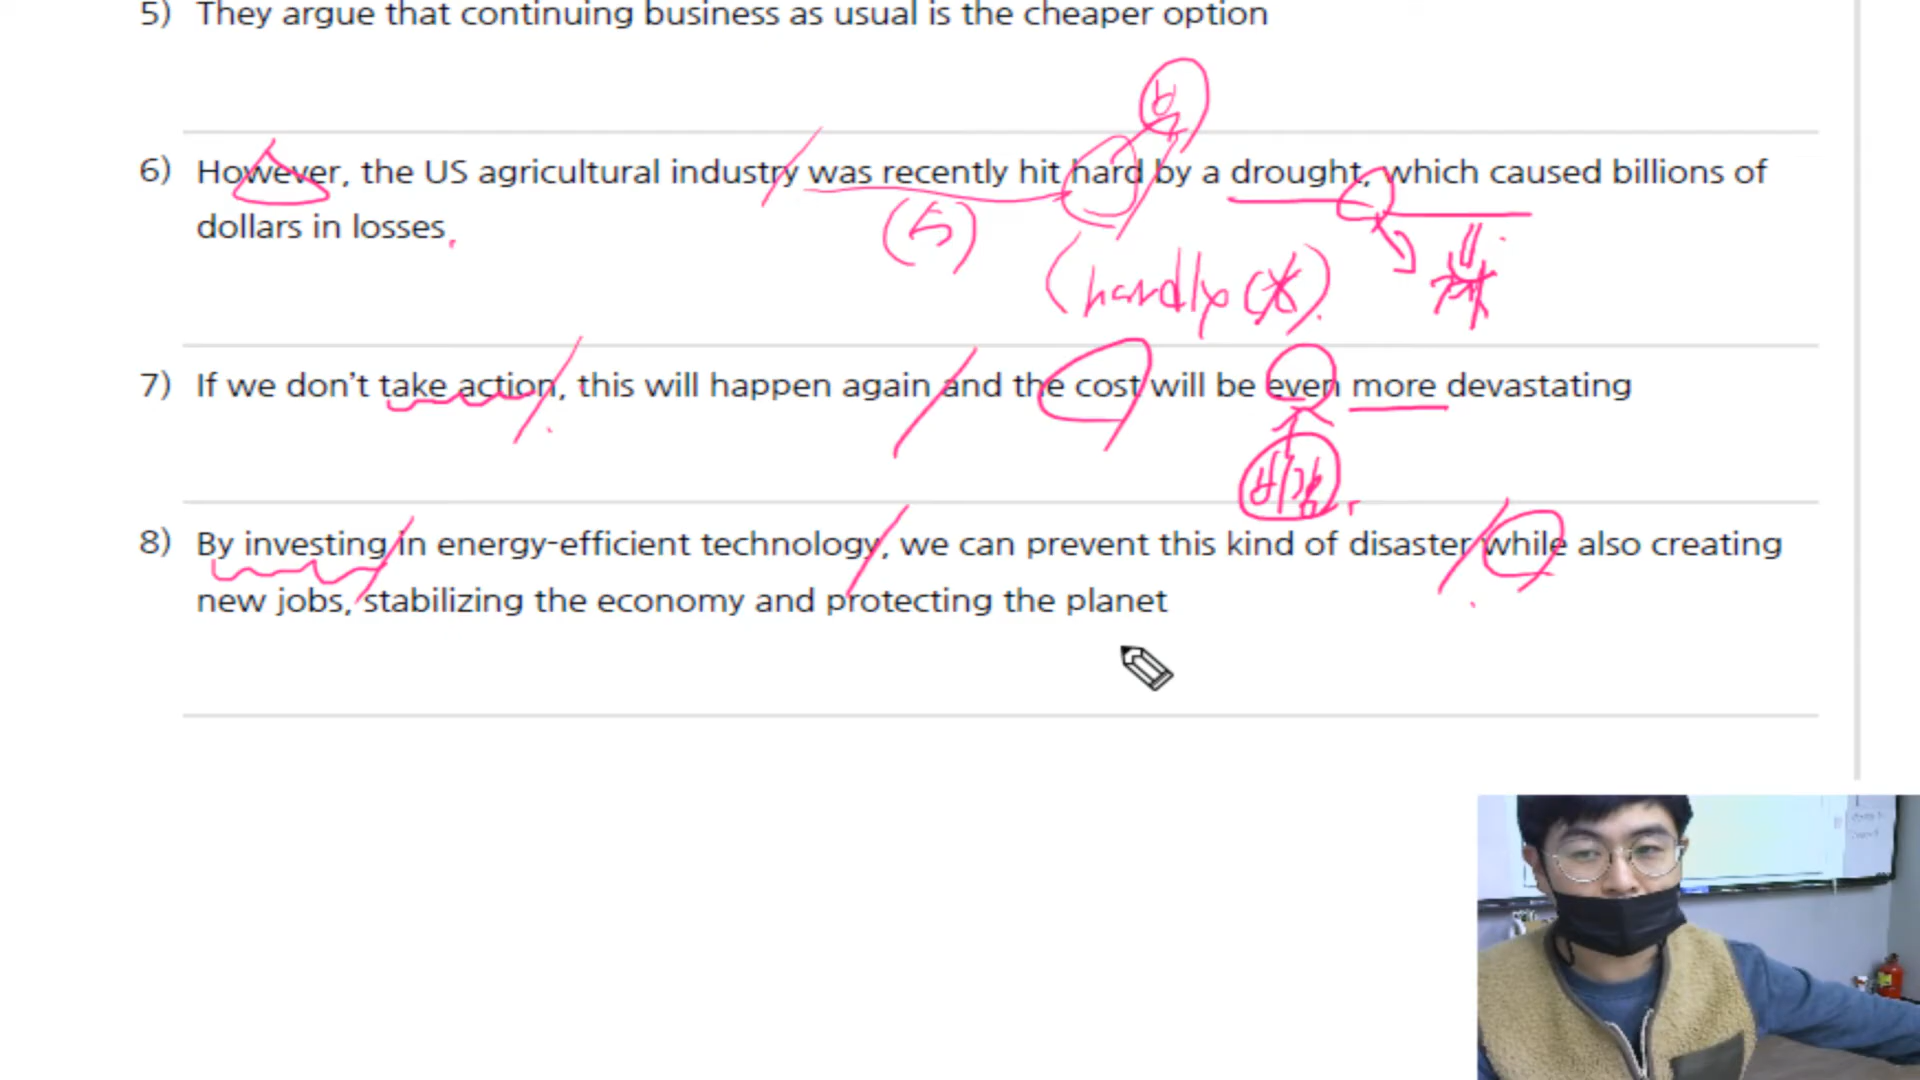 5) They argue that continuing business as usual is the cheaper option
부
6) However, the US agricultural industry was recently hit hard by a drought, which caused billions of
dollars in losses.
(hardly(X).
7) If we don't take action, this will happen again and the cost will be even more devastating
8) By investing in energy-efficient technology, we can prevent this kind of disaster while also creating
new jobs, stabilizing the economy and protecting the planet